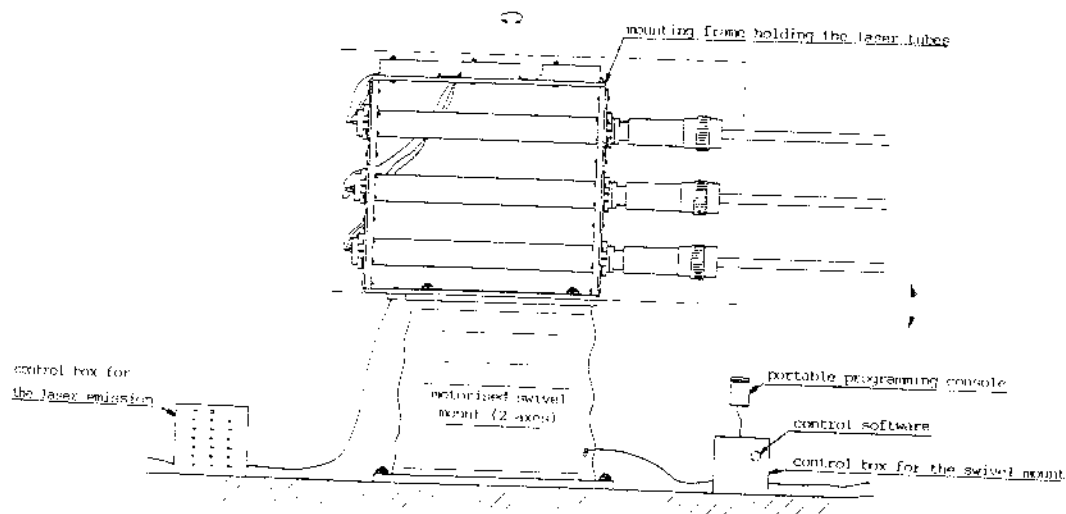 mounting frame holding the laser tubes
control box for
the laser emission
motorised swivel
mount (2 axes)
portable programming console
control software
control box for the swivel mount